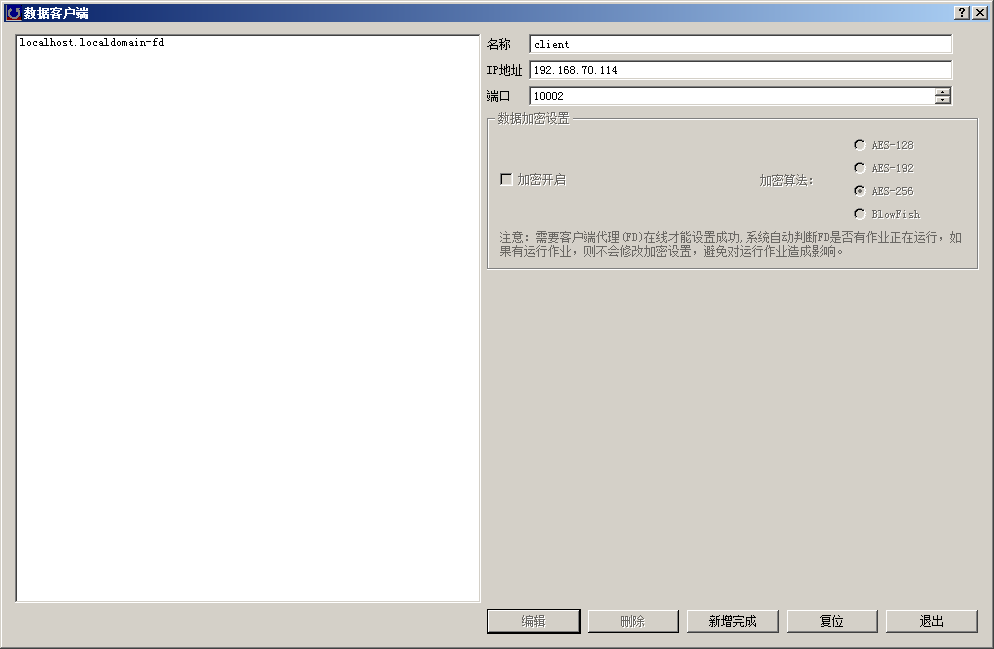 数据客户端
localhost.localdomain-fd
名称 client
IP地址 192.168.70.114
端口 10002
数据加密设置
加密开启
加密算法:
AES-128
AES-192
AES-256
BlowFish
注意: 需要客户端代理(FD)在线才能设置成功,系统自动判断FD是否有作业正在运行, 如
果有运行作业, 则不会修改加密设置, 避免对运行作业造成影响。
编辑 删除 新增完成 复位 退出